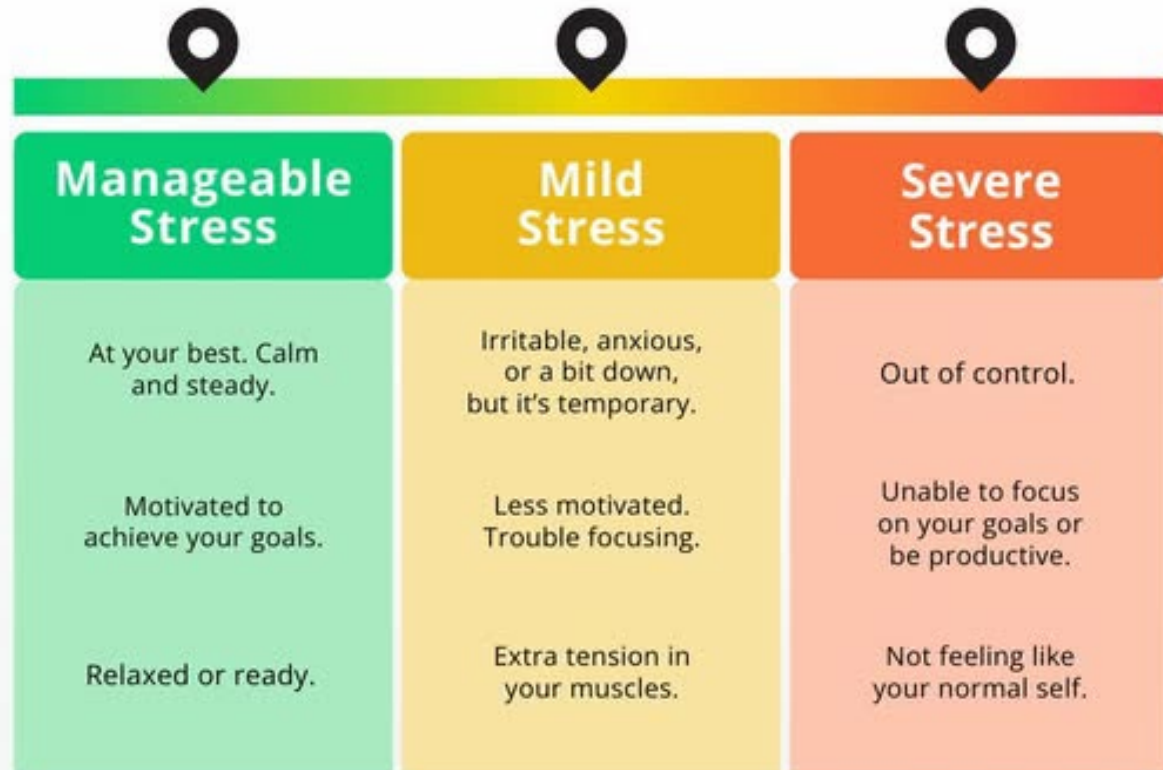 Manageable
Stress
At your best. Calm
and steady.
Motivated to
achieve your goals.
Relaxed or ready.
Mild
Stress
Irritable, anxious,
or a bit down,
but it’s temporary.
Less motivated.
Trouble focusing.
Extra tension in
your muscles.
Severe
Stress
Out of control.
Unable to focus
on your goals or
be productive.
Not feeling like
your normal self.